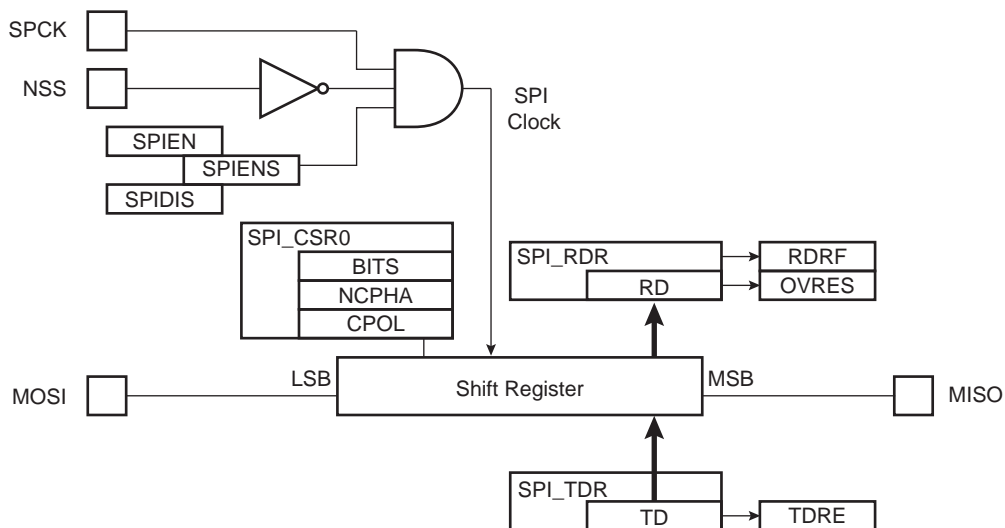 SPCK
NSS
SPI
Clock
SPIEN
SPIENS
SPIDIS
SPI_CSR0
BITS
NCPHA
CPOL
SPI_RDR
RD
RDRF
OVRES
MOSI
LSB
Shift Register
MSB
MISO
SPI_TDR
TD
TDRE